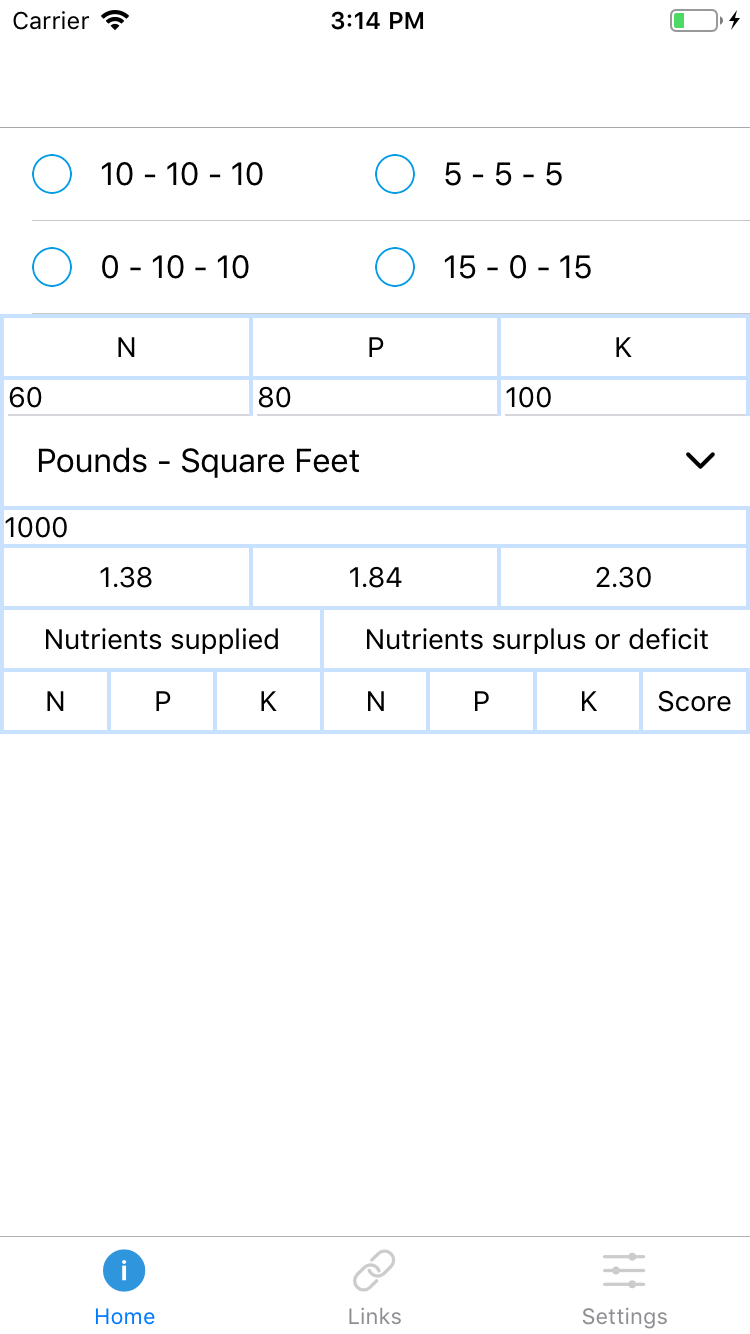 Carrier 3:14 PM
10 - 10 - 10 5 - 5 - 5
0 - 10 - 10 15 - 0 - 15
N P K
60 80 100
Pounds - Square Feet
1000
1.38 1.84 2.30
Nutrients supplied Nutrients surplus or deficit
N P K N P K Score
Home Links Settings